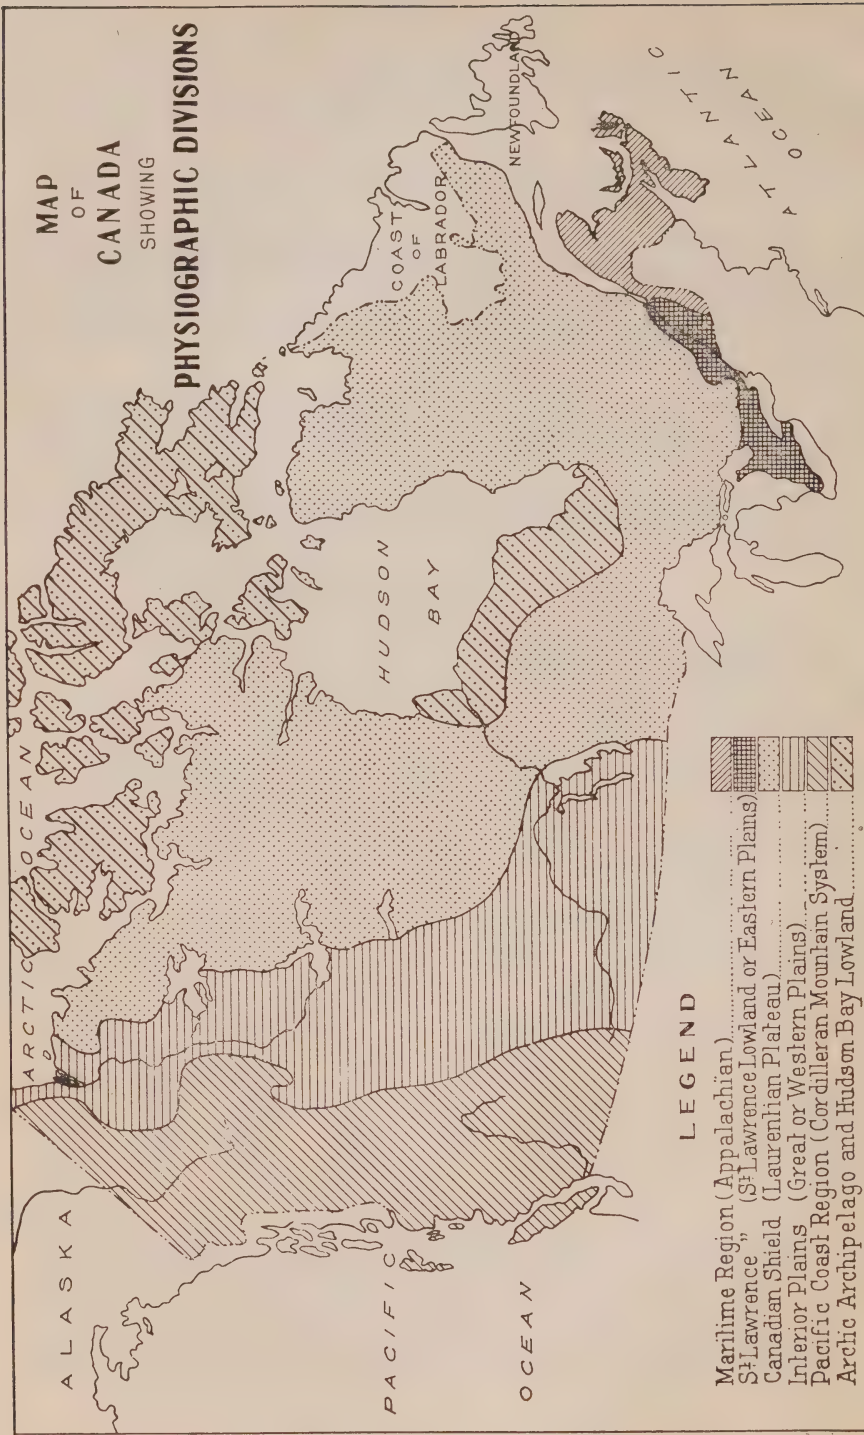 MAP
OF
CANADA
SHOWING
PHYSIOGRAPHIC DIVISIONS
ARCTIC OCEAN
ALASKA
PACIFIC
OCEAN
HUDSON
BAY
COAST
OF
LABRADOR
NEWFOUNDLAND
ATLANTIC
OCEAN
LEGEND
Maritime Region (Appalachian)
St Lawrence „ (St Lawrence Lowland or Eastern Plains)
Canadian Shield (Laurentian Plateau)
Interior Plains (Great or Western Plains)
Pacific Coast Region (Cordilleran Mountain System)
Arctic Archipelago and Hudson Bay Lowland